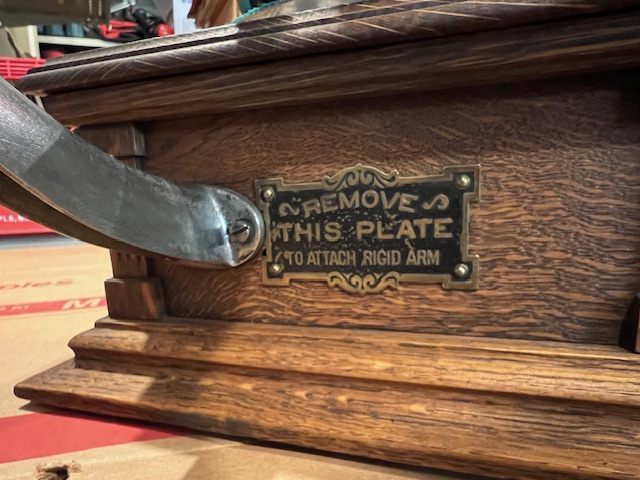 REMOVE
THIS PLATE
TO ATTACH RIGID ARM